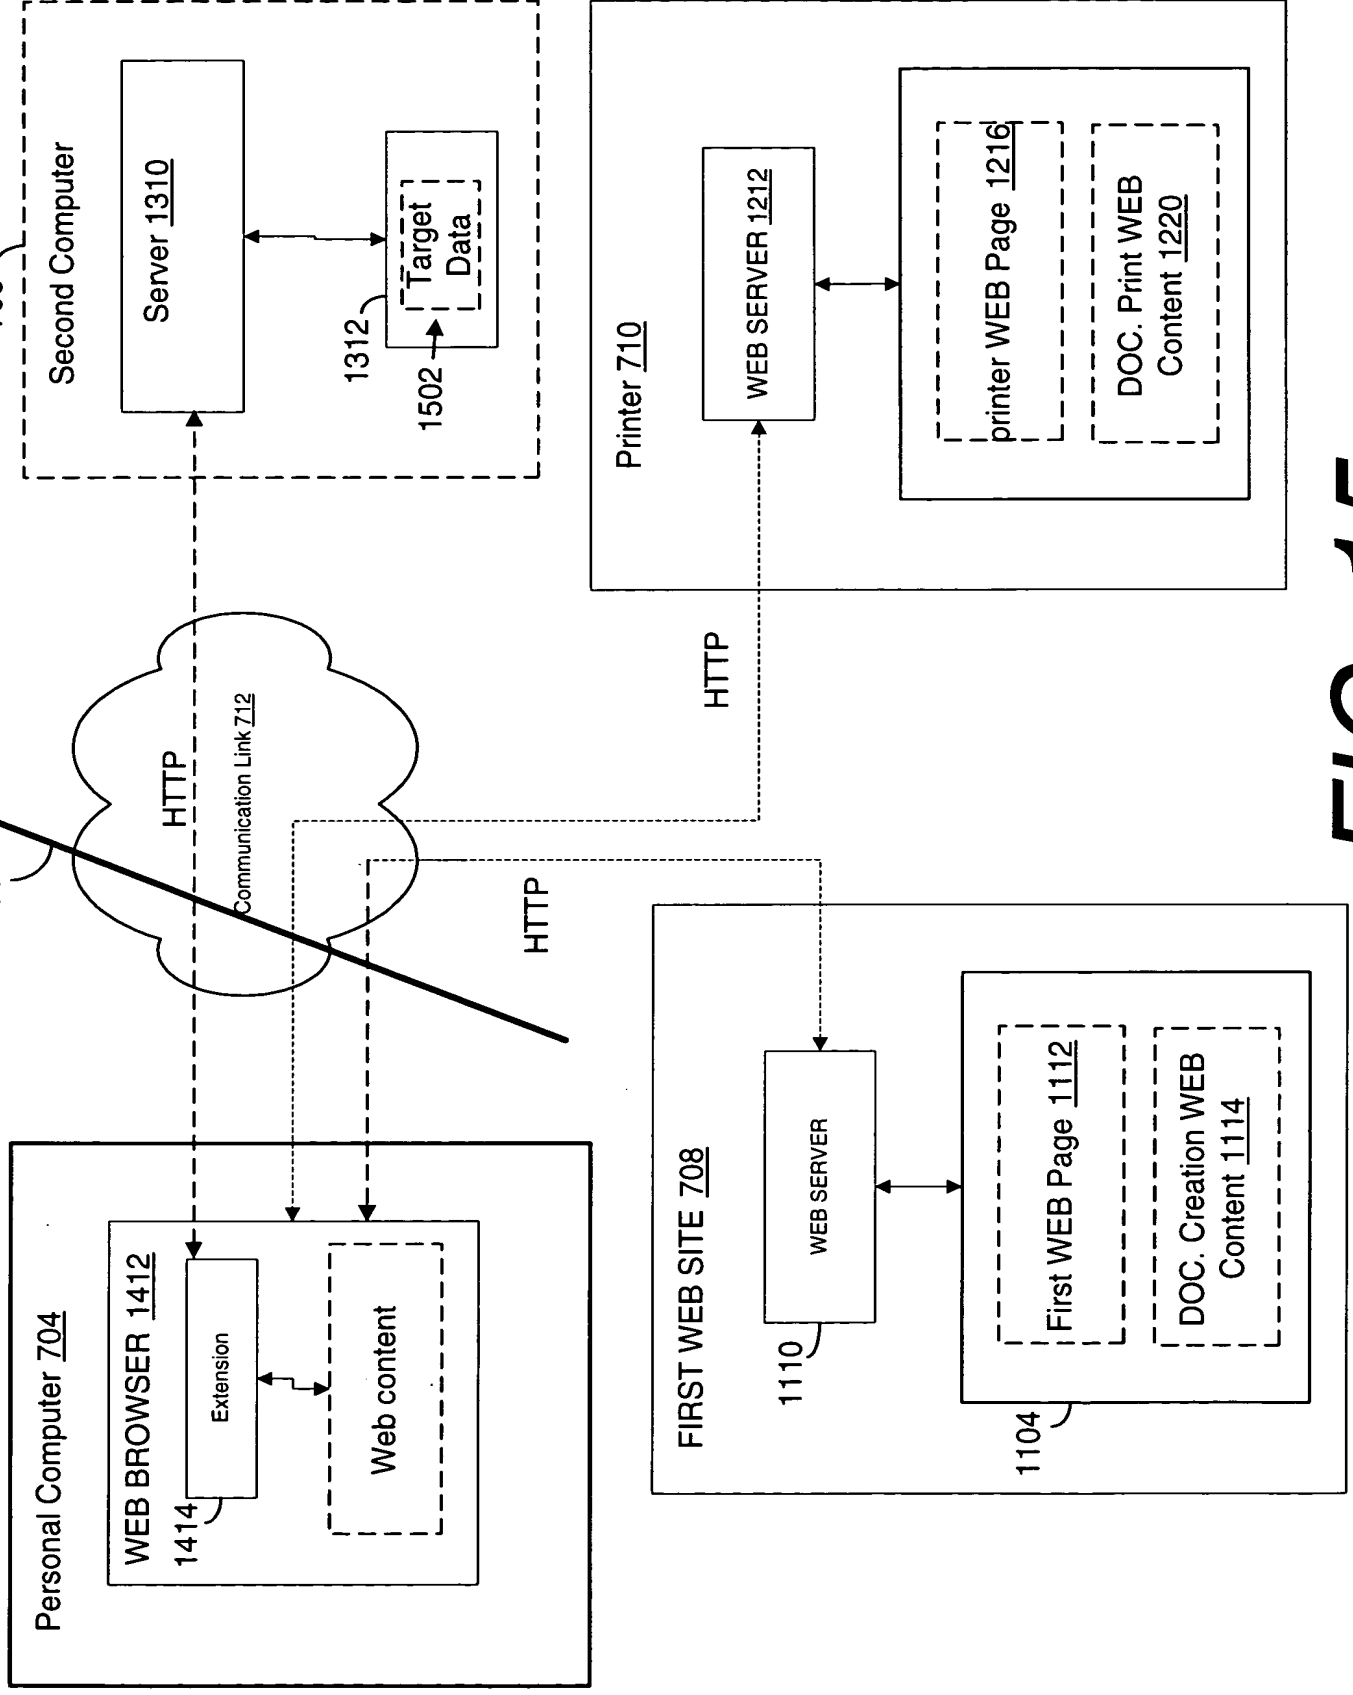 Personal Computer 704
WEB BROWSER 1412
1414
Extension
Web content
HTTP
Communication Link 712
Second Computer
Server 1310
1312
1502
Target
Data
FIRST WEB SITE 708
1110
WEB SERVER
1104
First WEB Page 1112
DOC. Creation WEB
Content 1114
HTTP
HTTP
Printer 710
WEB SERVER 1212
printer WEB Page 1216
DOC. Print WEB
Content 1220